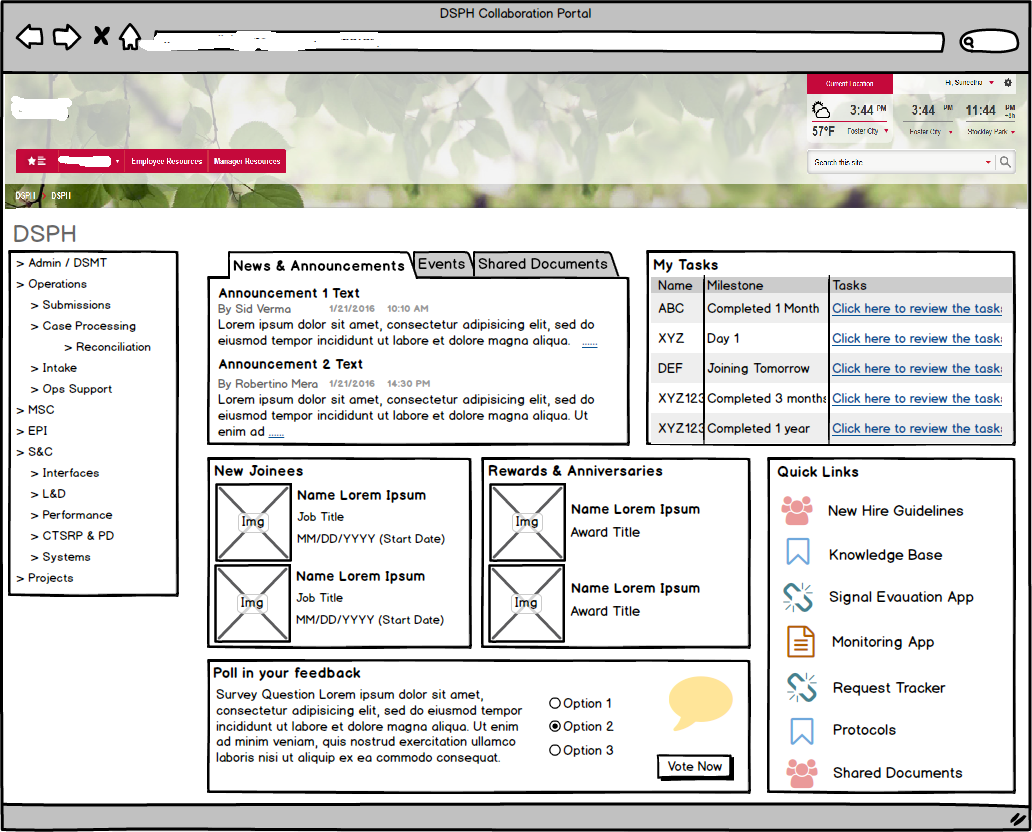 DSPH Collaboration Portal
Current Location
Hi,
3:44 PM
3:44 PM
11:44 PM
57°F
Foster City
Foster City
Stockley Park
Employee Resources
Manager Resources
Search this site
DSPH > DSPH
DSPH
> Admin / DSMT
> Operations
> Submissions
> Case Processing
> Reconciliation
> Intake
> Ops Support
> MSC
> EPI
> S&C
> Interfaces
> L&D
> Performance
> CTSRP & PD
> Systems
> Projects
News & Announcements
Events
Shared Documents
Announcement 1 Text
By Sid Verma 1/21/2016 10:10 AM
Lorem ipsum dolor sit amet, consectetur adipisicing elit, sed do
eiusmod tempor incididunt ut labore et dolore magna aliqua. ......
Announcement 2 Text
By Robertino Mera 1/21/2016 14:30 PM
Lorem ipsum dolor sit amet, consectetur adipisicing elit, sed do
eiusmod tempor incididunt ut labore et dolore magna aliqua. Ut
enim ad ......
My Tasks
Name Milestone Tasks
ABC Completed 1 Month Click here to review the tasks
XYZ Day 1 Click here to review the tasks
DEF Joining Tomorrow Click here to review the tasks
XYZ123 Completed 3 months Click here to review the tasks
XYZ123 Completed 1 year Click here to review the tasks
New Joinees
Img
Name Lorem Ipsum
Job Title
MM/DD/YYYY (Start Date)
Img
Name Lorem Ipsum
Job Title
MM/DD/YYYY (Start Date)
Rewards & Anniversaries
Img
Name Lorem Ipsum
Award Title
Img
Name Lorem Ipsum
Award Title
Quick Links
New Hire Guidelines
Knowledge Base
Signal Evauation App
Monitoring App
Request Tracker
Protocols
Shared Documents
Poll in your feedback
Survey Question Lorem ipsum dolor sit amet,
consectetur adipisicing elit, sed do eiusmod tempor
incididunt ut labore et dolore magna aliqua. Ut enim
ad minim veniam, quis nostrud exercitation ullamco
laboris nisi ut aliquip ex ea commodo consequat.
Option 1
Option 2
Option 3
Vote Now